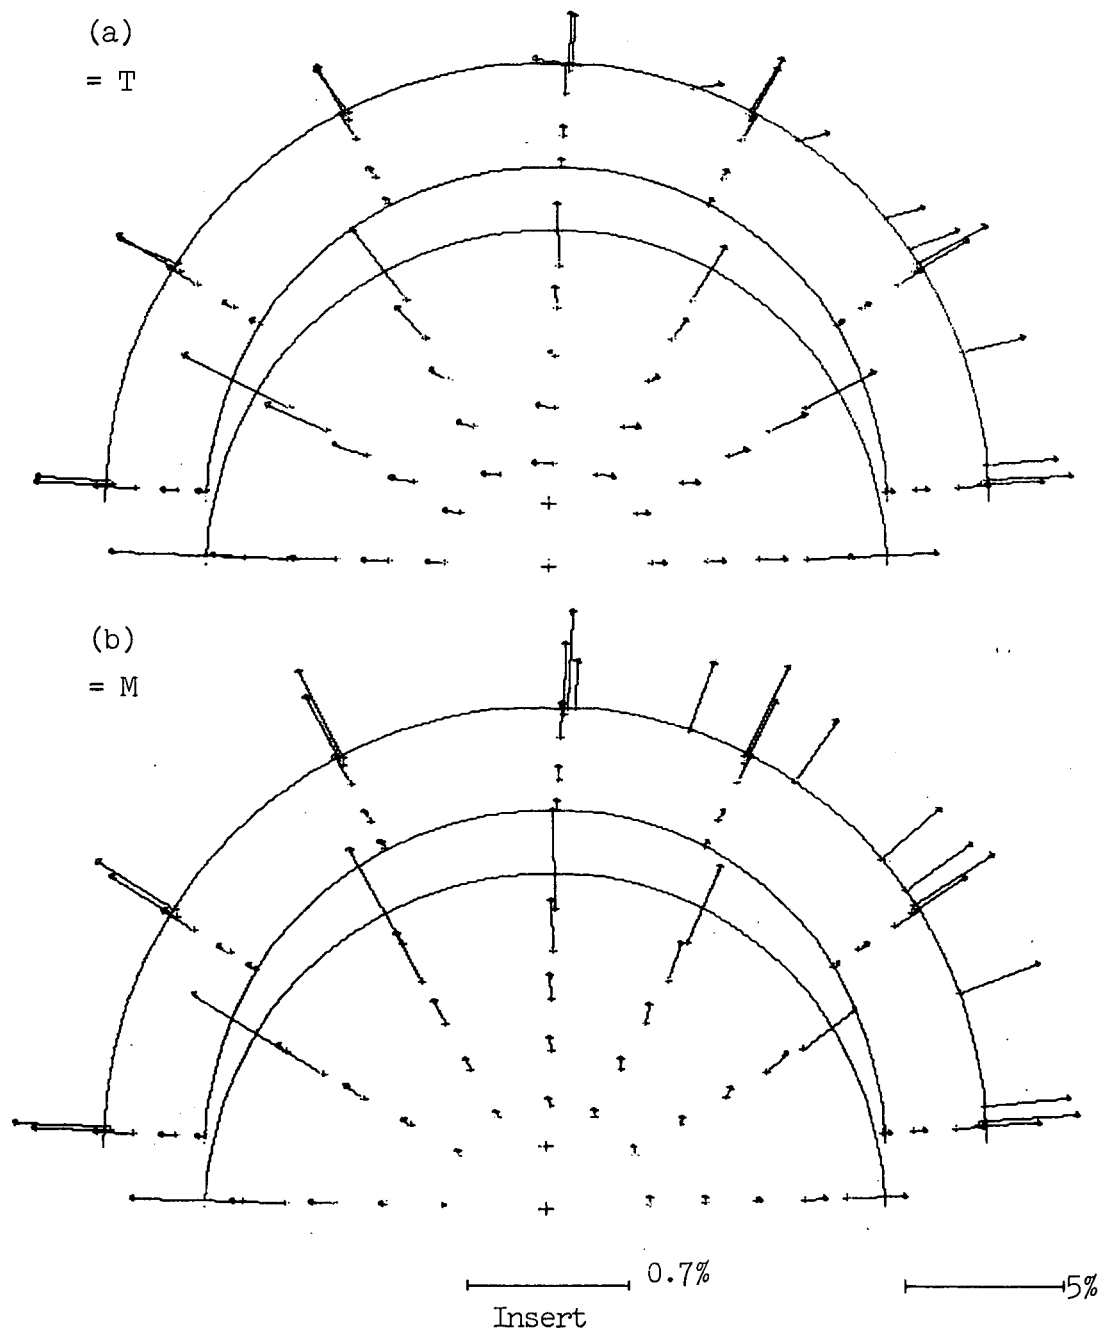 (a)
= T
(b)
= M
0.7%
5%
Insert